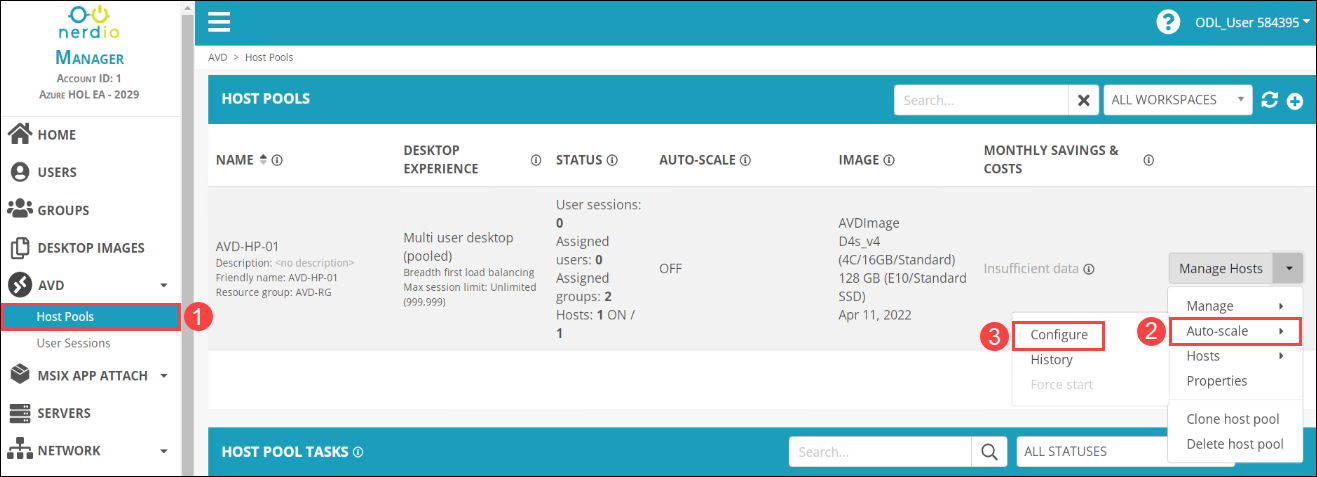 nerdio
MANAGER
ACCOUNT ID: 1
AZURE HOL EA - 2029
HOME
USERS
GROUPS
DESKTOP IMAGES
AVD
Host Pools
1
User Sessions
MSIX APP ATTACH
SERVERS
NETWORK
?
ODL_User 584395
AVD > Host Pools
HOST POOLS
Search...
ALL WORKSPACES
NAME
DESKTOP
EXPERIENCE
STATUS
AUTO-SCALE
IMAGE
MONTHLY SAVINGS &
COSTS
AVD-HP-01
Description: <no description>
Friendly name: AVD-HP-01
Resource group: AVD-RG
Multi user desktop
(pooled)
Breadth first load balancing
Max session limit: Unlimited
(999,999)
User sessions:
0
Assigned
users: 0
Assigned
groups: 2
Hosts: 1 ON /
1
OFF
AVDImage
D4s_v4
(4C/16GB/Standard)
128 GB (E10/Standard
SSD)
Apr 11, 2022
Insufficient data
Manage Hosts
Manage
2
Auto-scale
Hosts
Properties
Clone host pool
Delete host pool
3
Configure
History
Force start
HOST POOL TASKS
Search...
ALL STATUSES